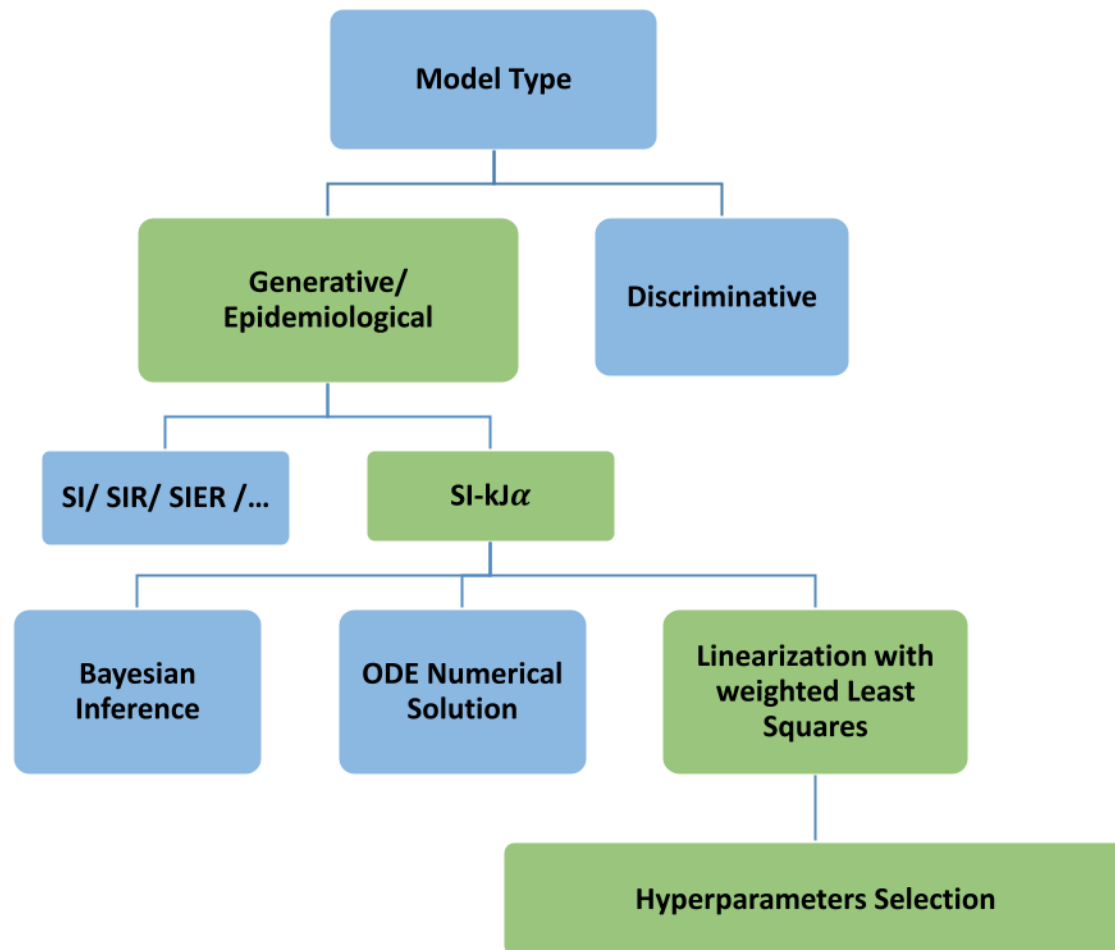 Model Type
Generative/
Epidemiological
Discriminative
SI/ SIR/ SIER /...
SI-kJα
Bayesian
Inference
ODE Numerical
Solution
Linearization with
weighted Least
Squares
Hyperparameters Selection